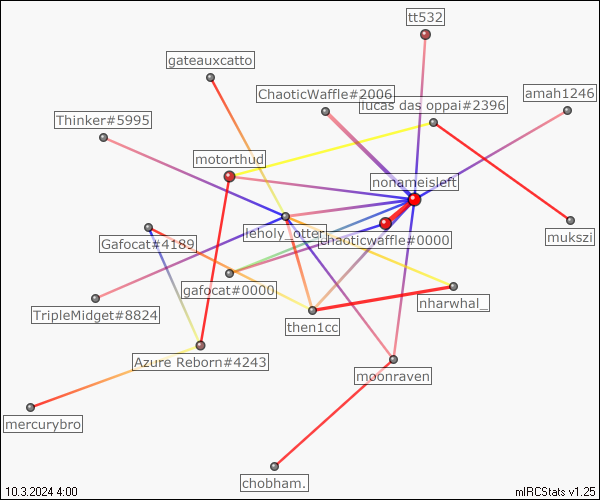 tt532
gateauxcatto
ChaoticWaffle#2006
amah1246
lucas das oppai#2396
Thinker#5995
motorthud
nonameisleft
leholy_otter
chaoticwaffle#0000
mukszi
Gafocat#4189
gafocat#0000
nharwhal_
TripleMidget#8824
then1cc
Azure Reborn#4243
moonraven
mercurybro
chobham.
10.3.2024 4:00
mIRCStats v1.25